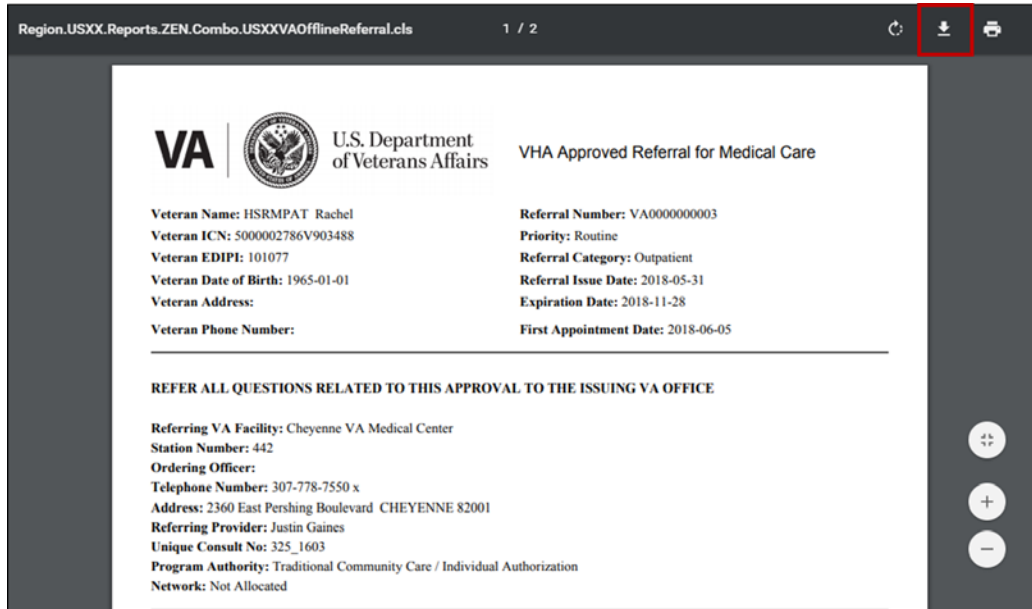 Region.USXX.Reports.ZEN.Combo.USXXVAOfflineReferral.cls 1 / 2
VA U.S. Department
of Veterans Affairs
VHA Approved Referral for Medical Care
Veteran Name: HSRMPAT Rachel
Veteran ICN: 5000002786V903488
Veteran EDIPI: 101077
Veteran Date of Birth: 1965-01-01
Veteran Address:
Veteran Phone Number:
Referral Number: VA0000000003
Priority: Routine
Referral Category: Outpatient
Referral Issue Date: 2018-05-31
Expiration Date: 2018-11-28
First Appointment Date: 2018-06-05
REFER ALL QUESTIONS RELATED TO THIS APPROVAL TO THE ISSUING VA OFFICE
Referring VA Facility: Cheyenne VA Medical Center
Station Number: 442
Ordering Officer:
Telephone Number: 307-778-7550 x
Address: 2360 East Pershing Boulevard CHEYENNE 82001
Referring Provider: Justin Gaines
Unique Consult No: 325_1603
Program Authority: Traditional Community Care / Individual Authorization
Network: Not Allocated